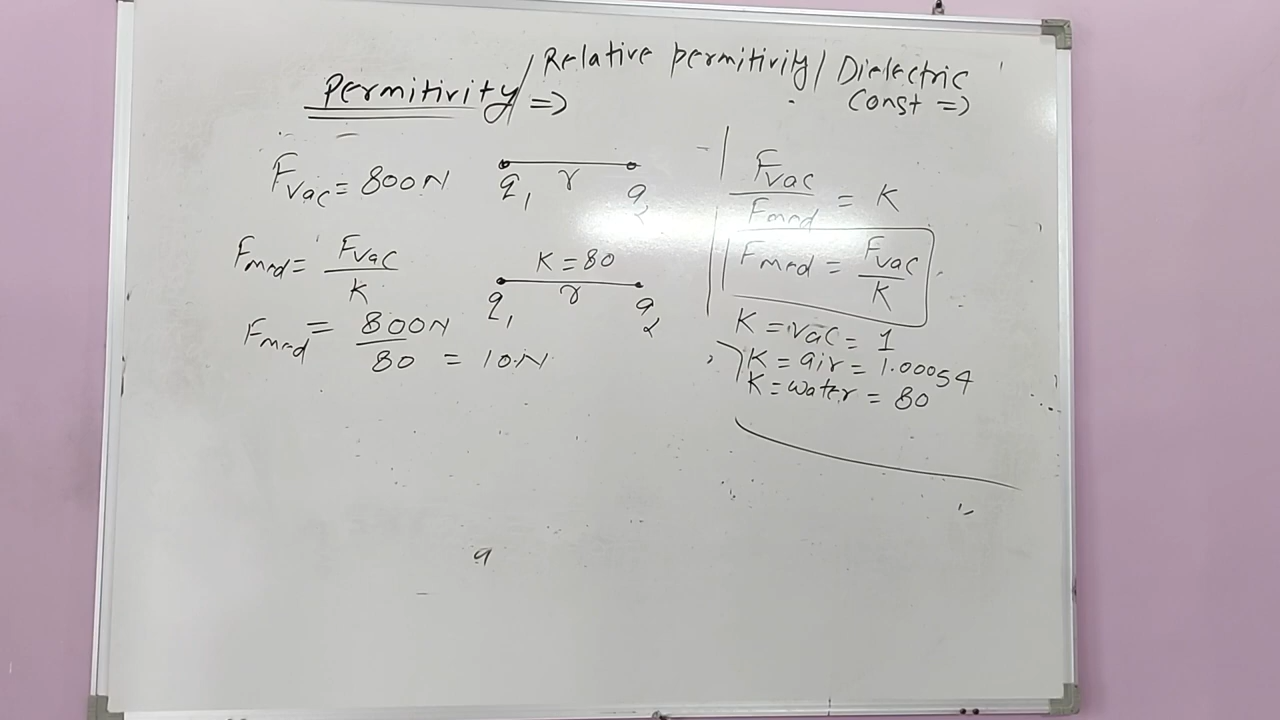 Permitivity / Relative permitivity / Dielectric
=> Const =>
Fvac = 800N
q1 r q2
Fmed = Fvac / K
K = 80
q1 r q2
Fmed = 800N / 80 = 10N
Fvac / Fmed = K
Fmed = Fvac / K
K = vac = 1
K = air = 1.00054
K = water = 80
q